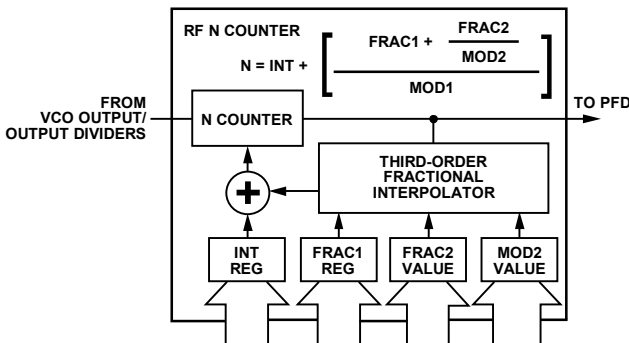 RF N COUNTER
N = INT +
FRAC1 +
FRAC2
MOD2
MOD1
FROM
VCO OUTPUT/
OUTPUT DIVIDERS
N COUNTER
TO PFD
THIRD-ORDER
FRACTIONAL
INTERPOLATOR
+
INT
REG
FRAC1
REG
FRAC2
VALUE
MOD2
VALUE